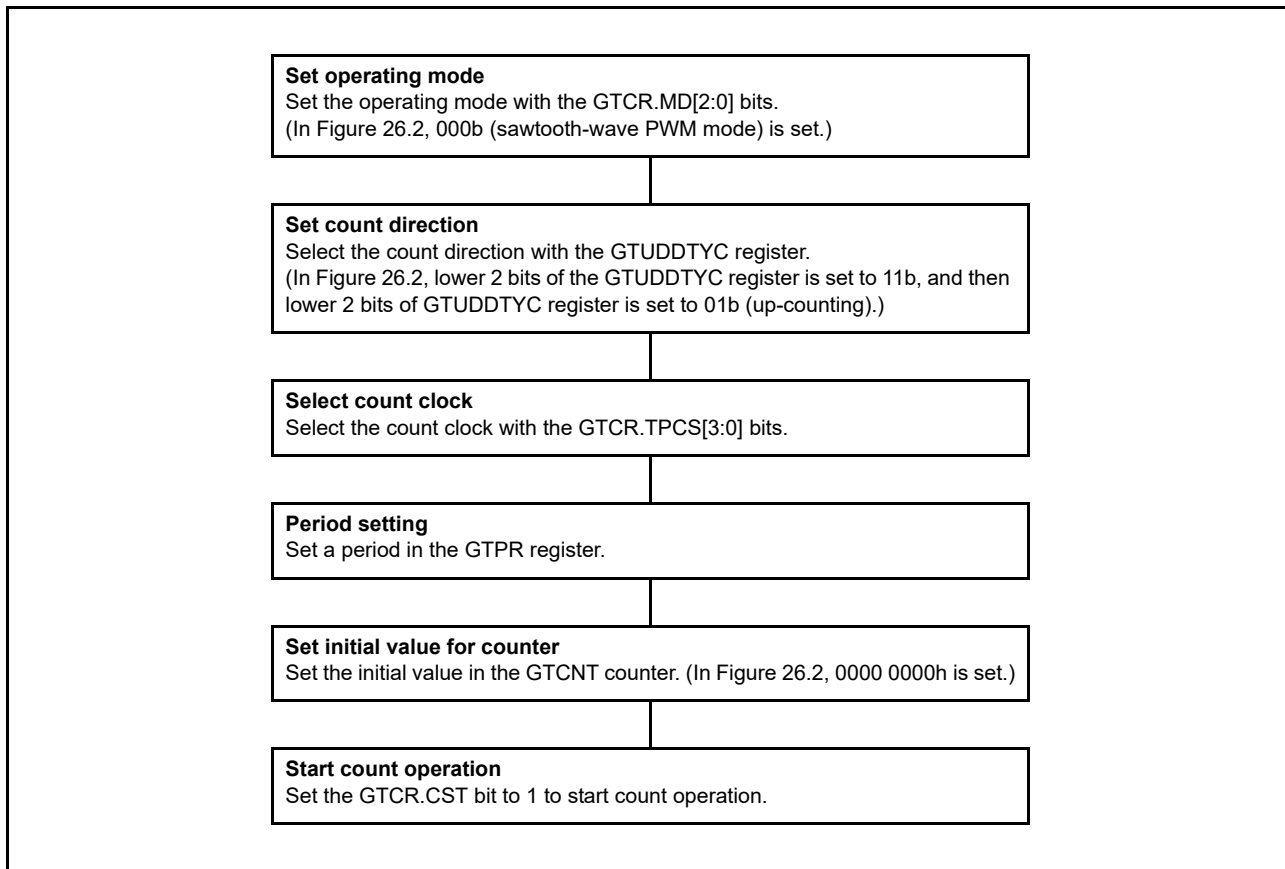 Set operating mode
Set the operating mode with the GTCR.MD[2:0] bits.
(In Figure 26.2, 000b (sawtooth-wave PWM mode) is set.)
Set count direction
Select the count direction with the GTUDDTYC register.
(In Figure 26.2, lower 2 bits of the GTUDDTYC register is set to 11b, and then
lower 2 bits of GTUDDTYC register is set to 01b (up-counting).)
Select count clock
Select the count clock with the GTCR.TPCS[3:0] bits.
Period setting
Set a period in the GTPR register.
Set initial value for counter
Set the initial value in the GTCNT counter. (In Figure 26.2, 0000 0000h is set.)
Start count operation
Set the GTCR.CST bit to 1 to start count operation.